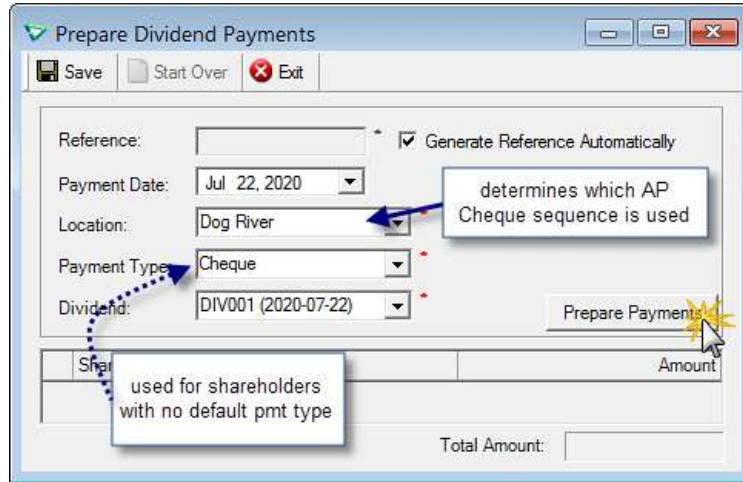 Prepare Dividend Payments
Save Start Over Exit
Reference: * Generate Reference Automatically
Payment Date: Jul 22, 2020
Location: Dog River *
determines which AP
Cheque sequence is used
Payment Type: Cheque *
Dividend: DIV001 (2020-07-22) *
Prepare Payments
Amount
used for shareholders
with no default pmt type
Total Amount: